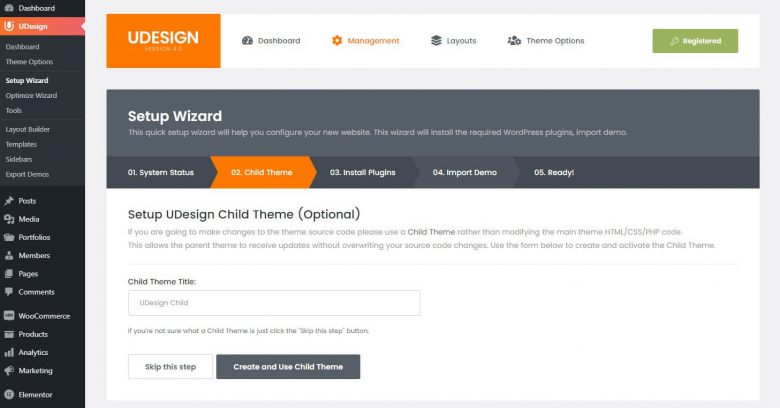 Dashboard
UDesign
Dashboard
Theme Options
Setup Wizard
Optimize Wizard
Tools
Layout Builder
Templates
Sidebars
Export Demos
Posts
Media
Portfolios
Members
Pages
Comments
WooCommerce
Products
Analytics
Marketing
Elementor
UDESIGN
VERSION 4.0
Dashboard
Management
Layouts
Theme Options
Registered
Setup Wizard
This quick setup wizard will help you configure your new website. This wizard will install the required WordPress plugins, import demo.
01. System Status
02. Child Theme
03. Install Plugins
04. Import Demo
05. Ready!
Setup UDesign Child Theme (Optional)
If you are going to make changes to the theme source code please use a Child Theme rather than modifying the main theme HTML/CSS/PHP code.
This allows the parent theme to receive updates without overwriting your source code changes. Use the form below to create and activate the Child Theme.
Child Theme Title:
UDesign Child
If you're not sure what a Child Theme is just click the "Skip this step" button.
Skip this step
Create and Use Child Theme